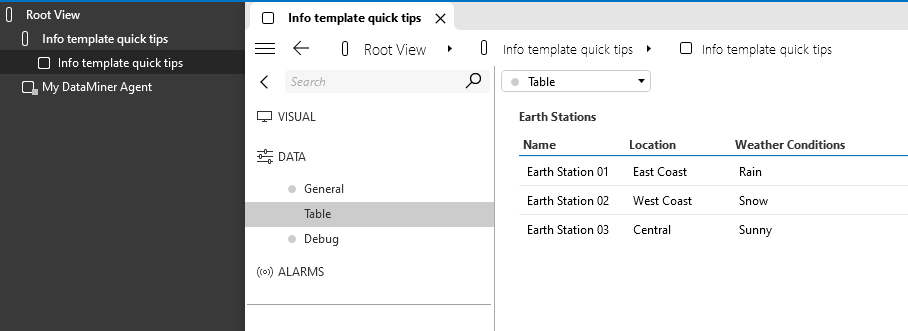 Root View
Info template quick tips
Info template quick tips
My DataMiner Agent
Info template quick tips
Root View Info template quick tips Info template quick tips
Search
VISUAL
DATA
General
Table
Debug
ALARMS
Table
Earth Stations
Name Location Weather Conditions
Earth Station 01 East Coast Rain
Earth Station 02 West Coast Snow
Earth Station 03 Central Sunny